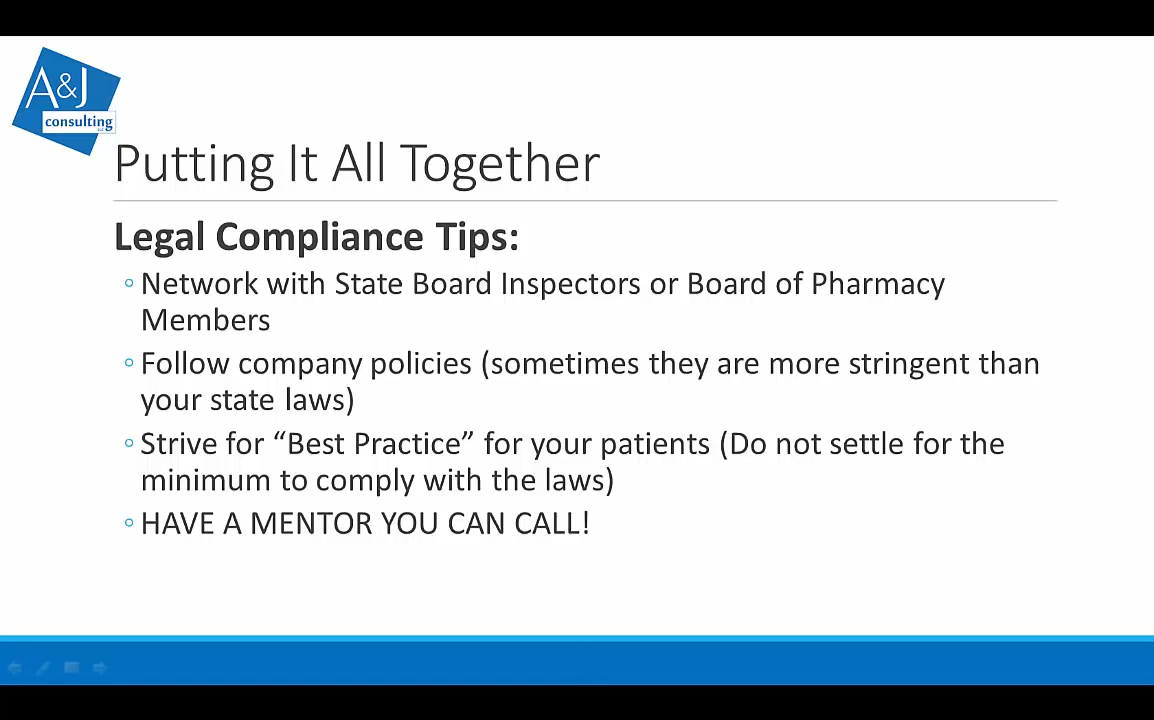 A&J
consulting
Putting It All Together
Legal Compliance Tips:
◦ Network with State Board Inspectors or Board of Pharmacy
Members
◦ Follow company policies (sometimes they are more stringent than
your state laws)
◦ Strive for “Best Practice” for your patients (Do not settle for the
minimum to comply with the laws)
◦ HAVE A MENTOR YOU CAN CALL!